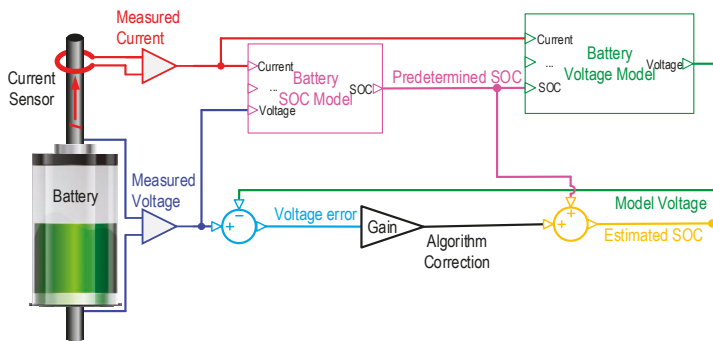 Measured
Current
Current
Sensor
Battery
Measured
Voltage
Current
...
Voltage
Battery
SOC Model
SOC
Predetermined SOC
Current
...
SOC
Battery
Voltage Model
Voltage
−
+
Voltage error
Gain
Algorithm
Correction
+
+
Model Voltage
Estimated SOC